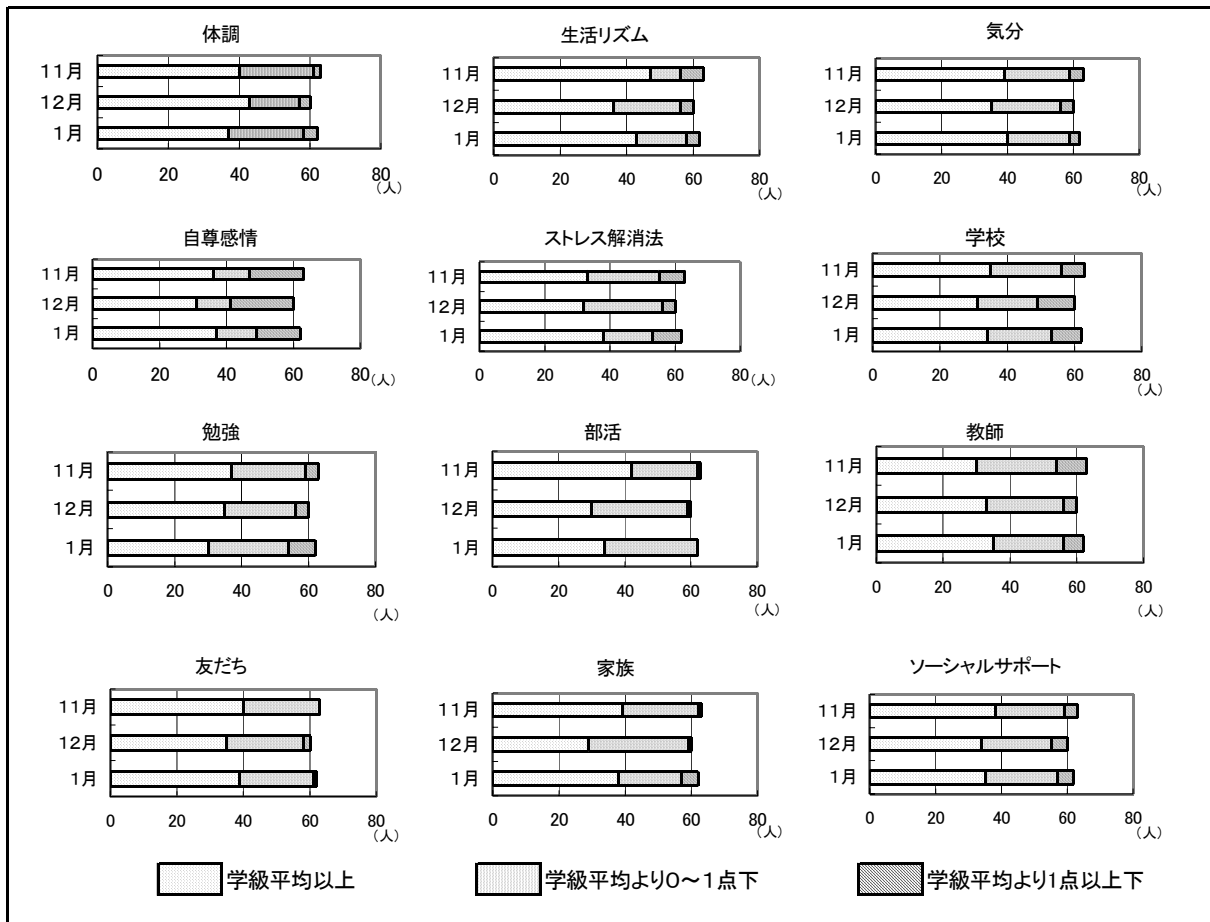 体調
11月
12月
1月
0 20 40 60 80
(人)
生活リズム
11月
12月
1月
0 20 40 60 80
(人)
気分
11月
12月
1月
0 20 40 60 80
(人)
自尊感情
11月
12月
1月
0 20 40 60 80
(人)
ストレス解消法
11月
12月
1月
0 20 40 60 80
(人)
学校
11月
12月
1月
0 20 40 60 80
(人)
勉強
11月
12月
1月
0 20 40 60 80
(人)
部活
11月
12月
1月
0 20 40 60 80
(人)
教師
11月
12月
1月
0 20 40 60 80
(人)
友だち
11月
12月
1月
0 20 40 60 80
(人)
家族
11月
12月
1月
0 20 40 60 80
(人)
ソーシャルサポート
11月
12月
1月
0 20 40 60 80
(人)
学級平均以上
学級平均より0～1点下
学級平均より1点以上下